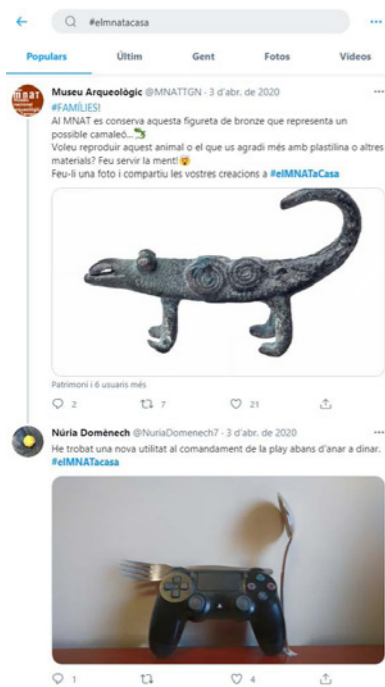 #elmnatacasa
Populars Últim Gent Fotos Vídeos
mnat
Museu Arqueològic @MNATTGN · 3 d'abr. de 2020
#FAMÍLIES!
Al MNAT es conserva aquesta figureta de bronze que representa un
possible camaleó...🦎
Voleu reproduir aquest animal o el que us agradi més amb plastilina o altres
materials? Feu servir la ment!🤯
Feu-li una foto i compartiu les vostres creacions a #elMNATaCasa
Patrimoni i 6 usuaris més
2 7 21
Núria Domènech @NuriaDomenech7 · 3 d'abr. de 2020
He trobat una nova utilitat al comandament de la play abans d'anar a dinar.
#elMNATacasa
1 4